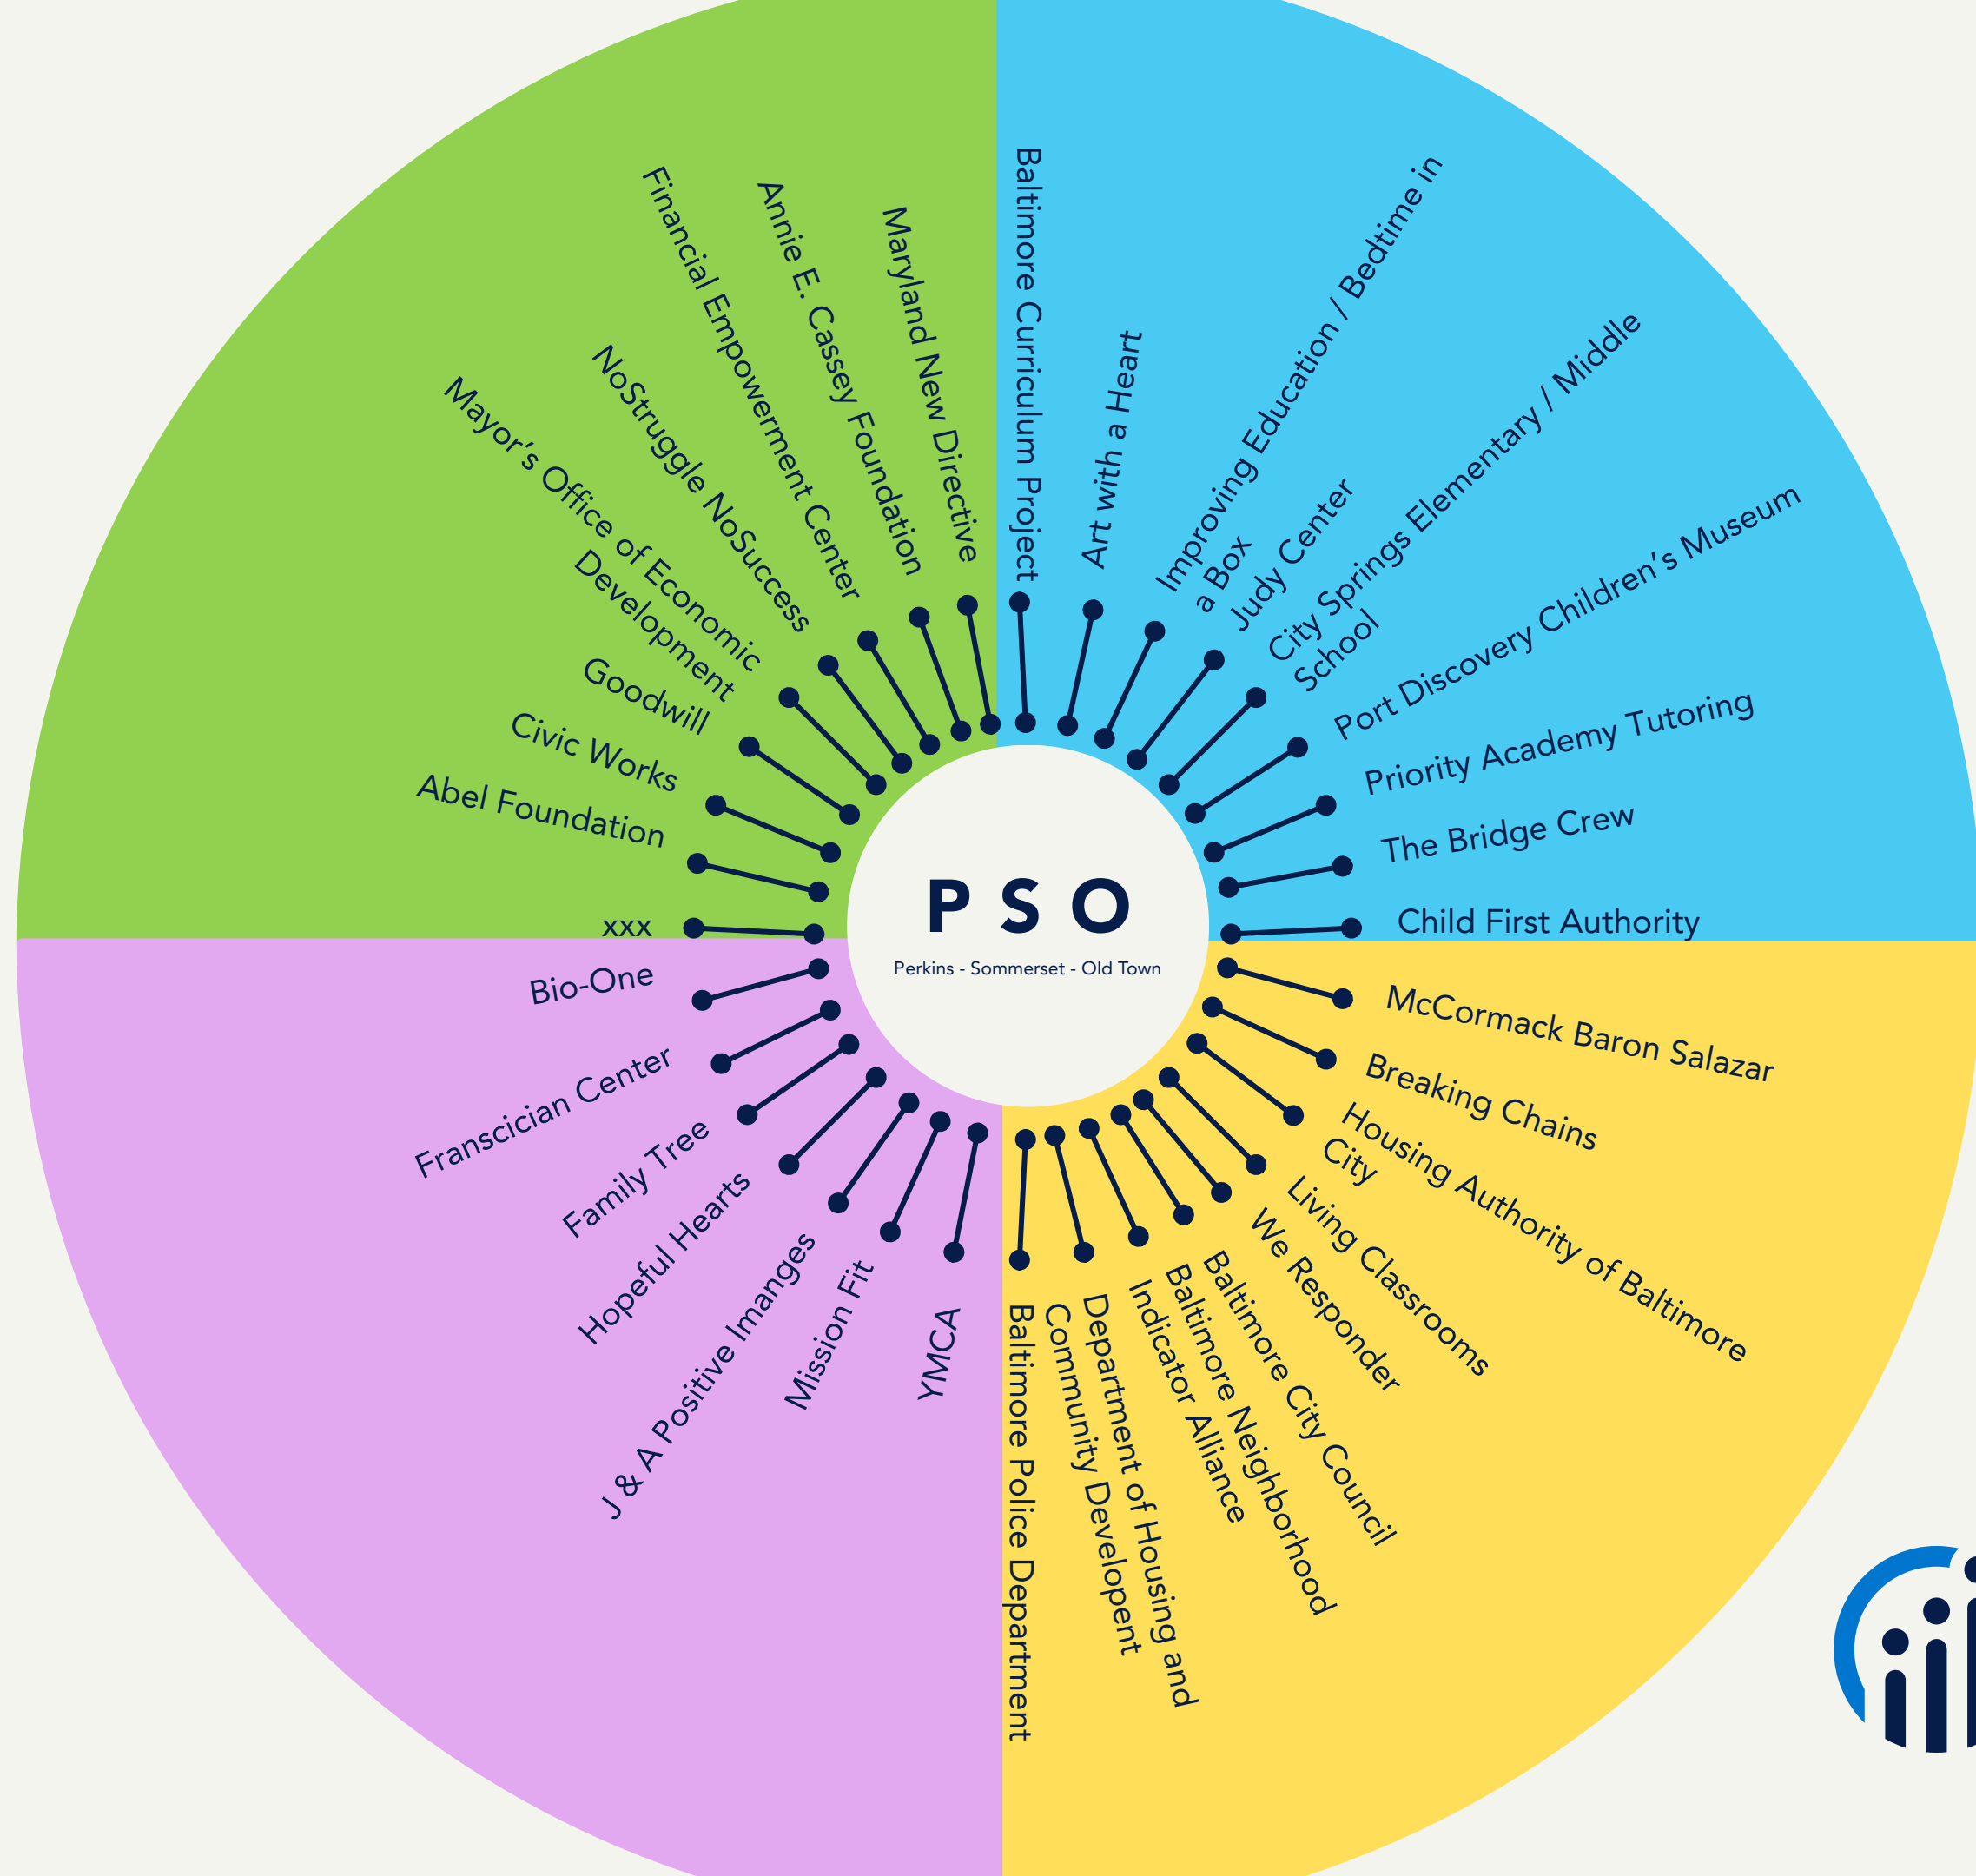 P S O
Perkins - Sommerset - Old Town
Baltimore Curriculum Project
Art with a Heart
Improving Education / Bedtime in
a Box
Judy Center
City Springs Elementary / Middle
School
Port Discovery Children's Museum
Priority Academy Tutoring
The Bridge Crew
Child First Authority
McCormack Baron Salazar
Breaking Chains
Housing Authority of Baltimore
City
Living Classrooms
We Responder
Baltimore City Council
Baltimore Neighborhood
Indicator Alliance
Department of Housing and
Community Developent
Baltimore Police Department
YMCA
Mission Fit
J & A Positive Imanges
Hopeful Hearts
Family Tree
Franscician Center
Bio-One
xxx
Abel Foundation
Civic Works
Goodwill
Mayor's Office of Economic
Development
NoStruggle NoSuccess
Financial Empowerment Center
Annie E. Cassey Foundation
Maryland New Directive